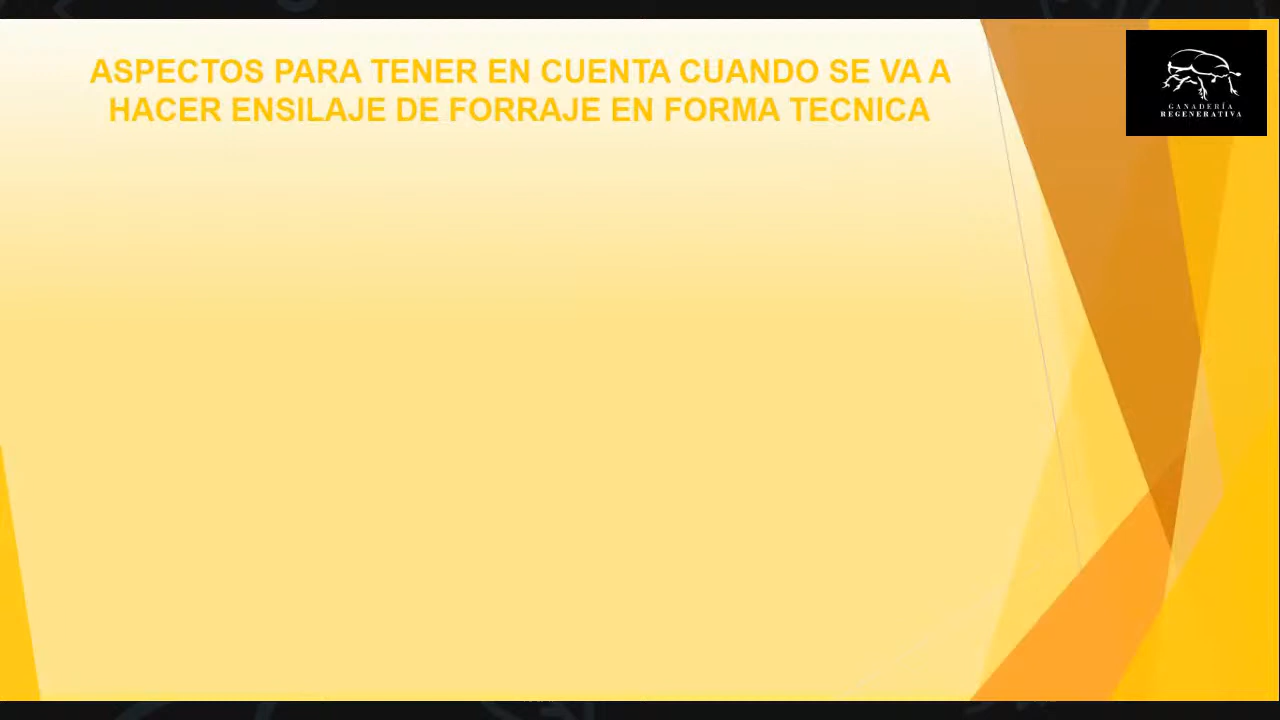 ASPECTOS PARA TENER EN CUENTA CUANDO SE VA A
HACER ENSILAJE DE FORRAJE EN FORMA TECNICA
GANADERÍA
REGENERATIVA